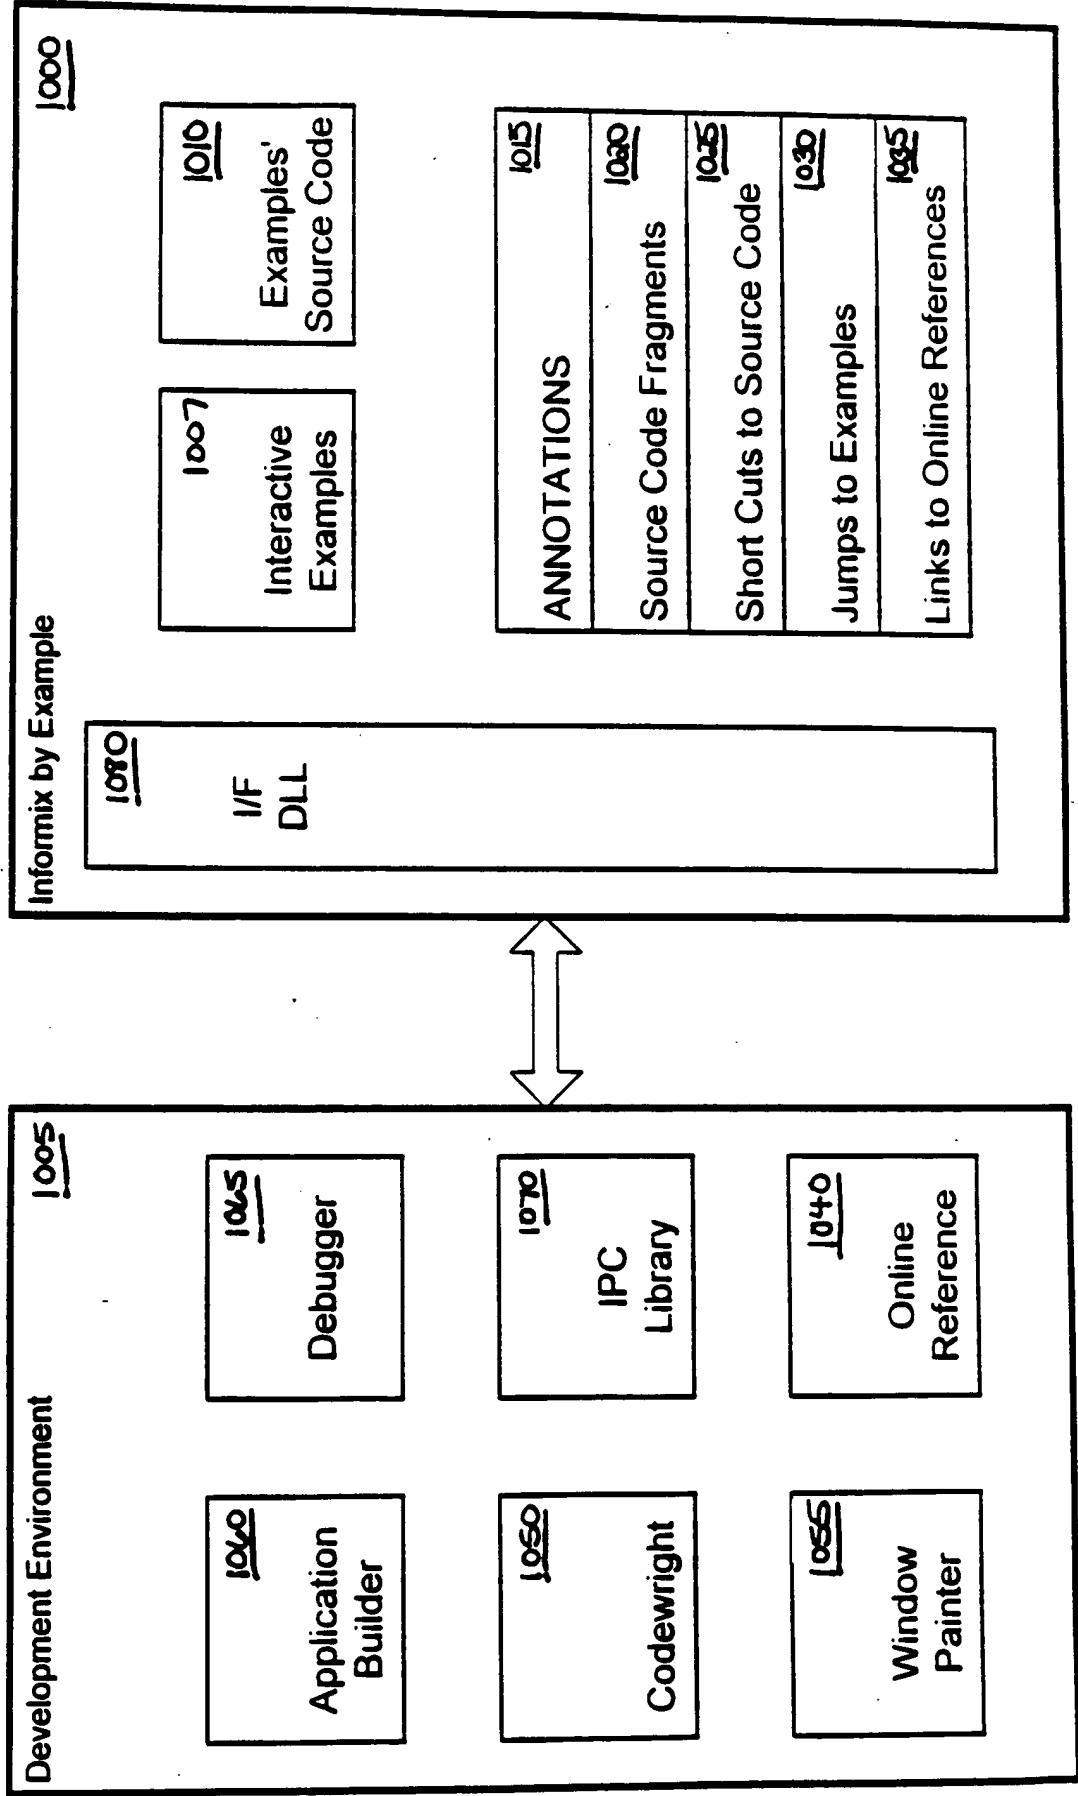 Development Environment
1005
1060
Application
Builder
1065
Debugger
1050
Codewright
1070
IPC
Library
1055
Window
Painter
1040
Online
Reference
Informix by Example
1000
1080
I/F
DLL
1007
Interactive
Examples
1010
Examples'
Source Code
ANNOTATIONS
1015
Source Code Fragments
1020
Short Cuts to Source Code
1025
Jumps to Examples
1030
Links to Online References
1035